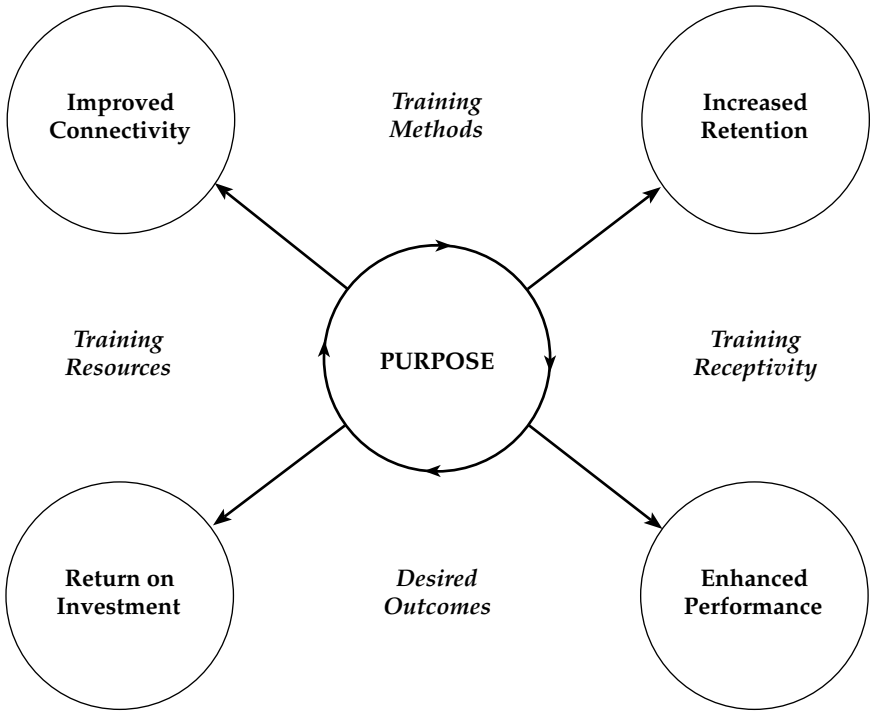 Improved
Connectivity
Training
Methods
Increased
Retention
Training
Resources
PURPOSE
Training
Receptivity
Return on
Investment
Desired
Outcomes
Enhanced
Performance